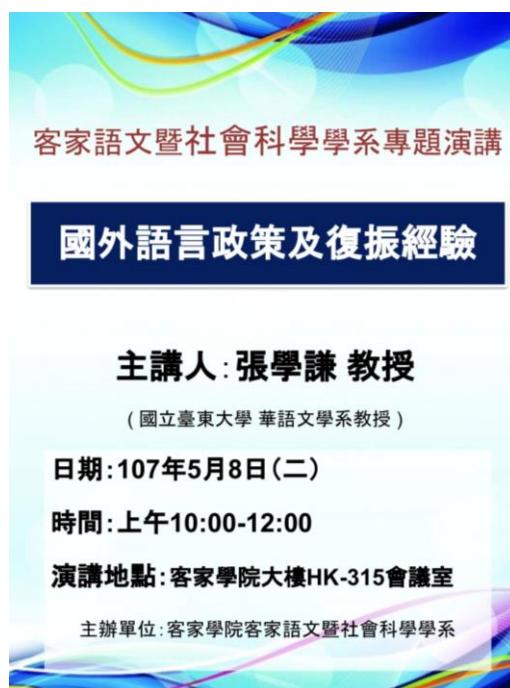 客家語文暨社會科學學系專題演講
國外語言政策及復振經驗
主講人:張學謙 教授
(國立臺東大學 華語文學系教授)
日期:107年5月8日(二)
時間:上午10:00-12:00
演講地點:客家學院大樓HK-315會議室
主辦單位:客家學院客家語文暨社會科學學系